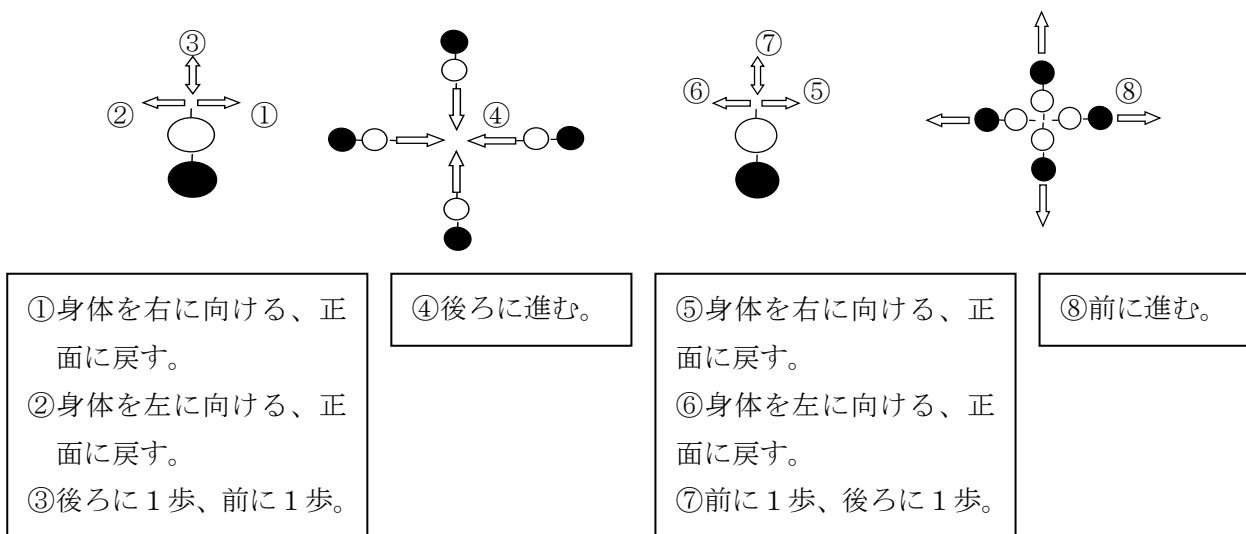 ③
②
①
④
⑦
⑥
⑤
⑧
①身体を右に向ける、正
面に戻す。
②身体を左に向ける、正
面に戻す。
③後ろに１歩、前に１歩。
④後ろに進む。
⑤身体を右に向ける、正
面に戻す。
⑥身体を左に向ける、正
面に戻す。
⑦前に１歩、後ろに１歩。
⑧前に進む。